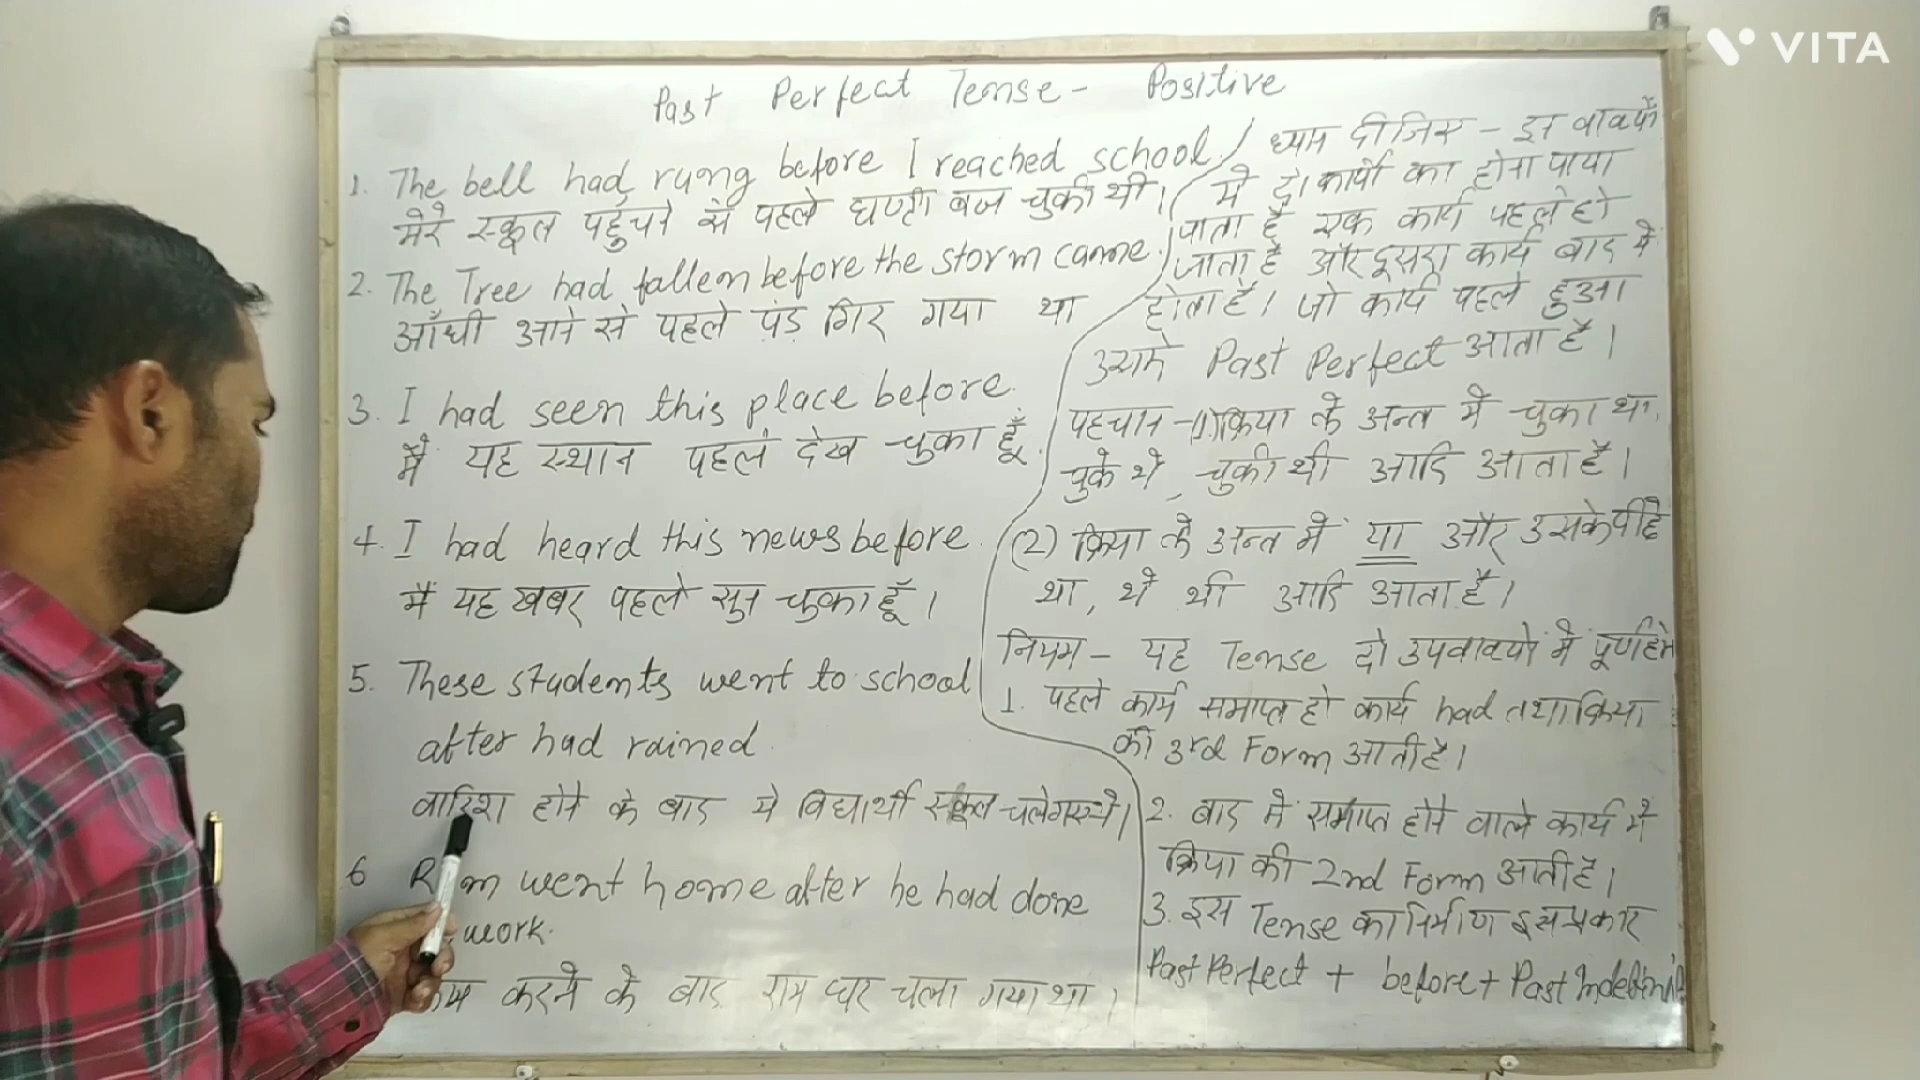 VITA
Past Perfect Tense - Positive
1. The bell had rung before I reached school
मेरे स्कूल पहुँचने से पहले घण्टी बज चुकी थी।
2. The Tree had fallen before the storm came.
आँधी आने से पहले पेड़ गिर गया था
3. I had seen this place before.
मैं यह स्थान पहले देख चुका हूँ.
4. I had heard this news before.
मैं यह खबर पहले सुन चुका हूँ।
5. These students went to school
after had rained.
बारिश होने के बाद ये विद्यार्थी स्कूल चले गए थे।
6 Ram went home after he had done
work.
काम करने के बाद राम घर चला गया था।
ध्यान दीजिए - इन वाक्यों
में दो कार्यों का होना पाया
जाता है एक कार्य पहले हो
जाता है और दूसरा कार्य बाद में
होता है। जो कार्य पहले हुआ
उसमे Past Perfect आता है।
पहचान - (1) क्रिया के अन्त में चुका था,
चुके थे, चुकी थी आदि आता है।
(2) क्रिया के अन्त में या और उसके पीछे
था, थे थी आदि आता है।
नियम - यह Tense दो उपवाक्यों में पूर्ण
1. पहले कार्य समाप्त हो कार्य had तथा क्रिया
की 3rd Form आती है।
2. बाद में समाप्त होने वाले कार्य में
क्रिया की 2nd Form आती है।
3. इस Tense का निर्माण इस प्रकार
Past Perfect + before + Past Indefinit